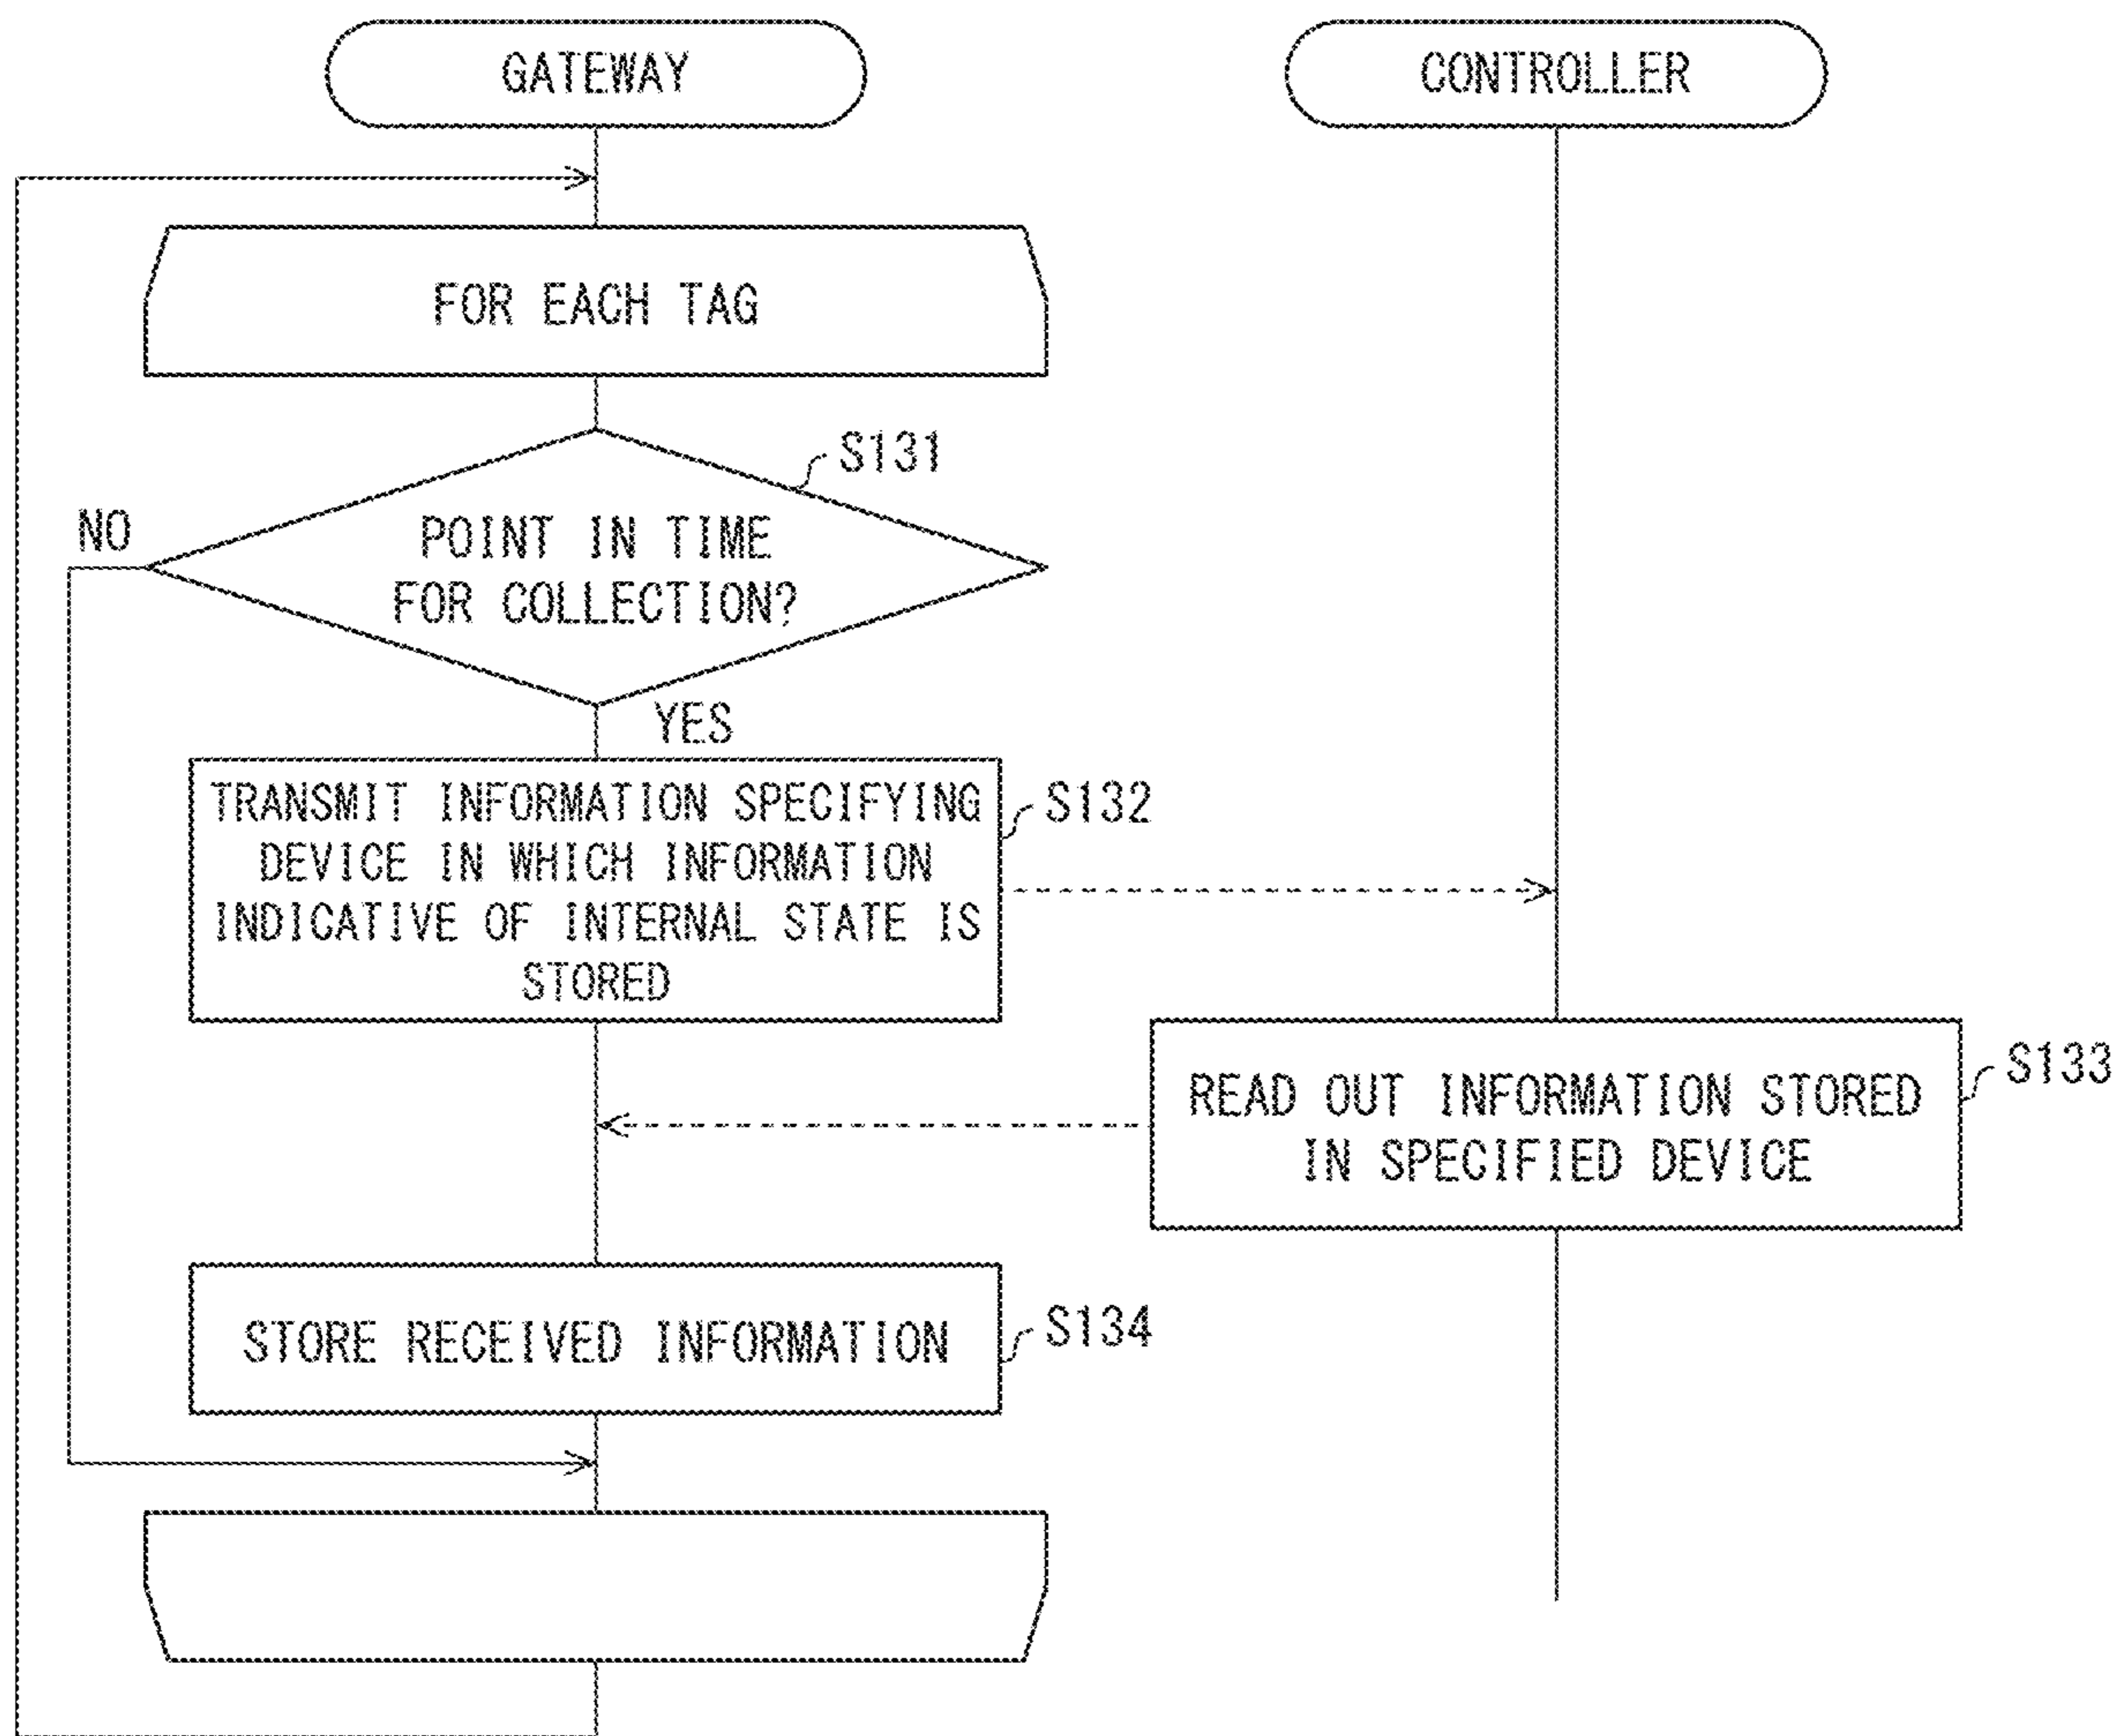 GATEWAY
CONTROLLER
FOR EACH TAG
S131
NO
POINT IN TIME
FOR COLLECTION?
YES
TRANSMIT INFORMATION SPECIFYING
DEVICE IN WHICH INFORMATION
INDICATIVE OF INTERNAL STATE IS
STORED
S132
READ OUT INFORMATION STORED
IN SPECIFIED DEVICE
S133
STORE RECEIVED INFORMATION
S134